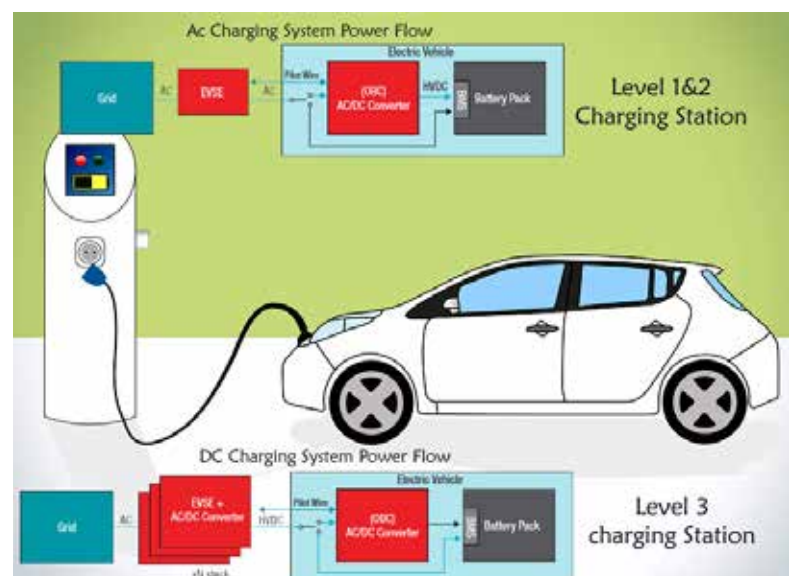 Ac Charging System Power Flow
Electric Vehicle
Grid
AC
EVSE
Pilot Wire
AC
(OBC)
AC/DC Converter
HVDC
BMS
Battery Pack
Level 1&2
Charging Station
DC Charging System Power Flow
Electric Vehicle
Grid
AC
EVSE +
AC/DC Converter
Pilot Wire
HVDC
(OBC)
AC/DC Converter
BMS
Battery Pack
Level 3
charging Station